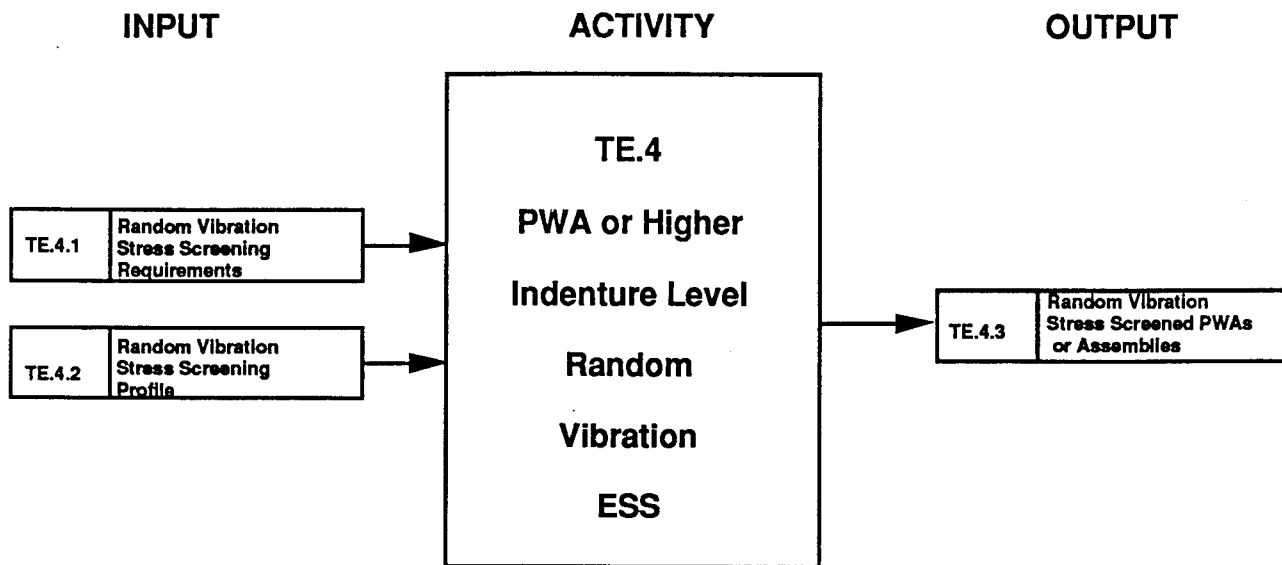 INPUT
ACTIVITY
OUTPUT
TE.4.1
Random Vibration
Stress Screening
Requirements
TE.4.2
Random Vibration
Stress Screening
Profile
TE.4
PWA or Higher
Indenture Level
Random
Vibration
ESS
TE.4.3
Random Vibration
Stress Screened PWAs
or Assemblies